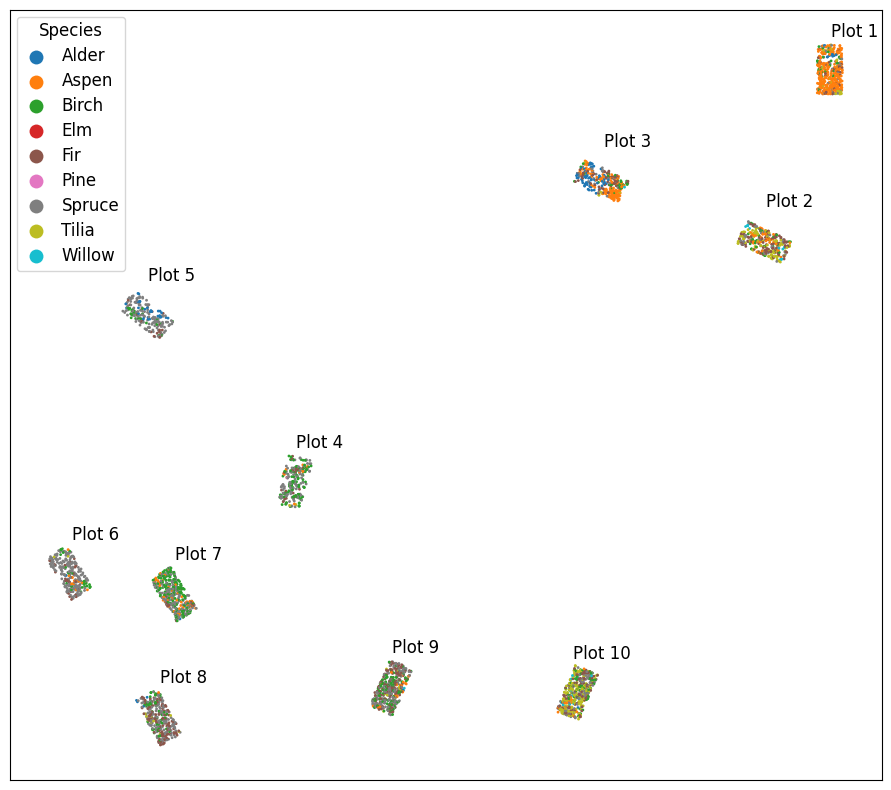 Species
Alder
Aspen
Birch
Elm
Fir
Pine
Spruce
Tilia
Willow
Plot 1
Plot 3
Plot 2
Plot 5
Plot 4
Plot 6
Plot 7
Plot 9
Plot 10
Plot 8